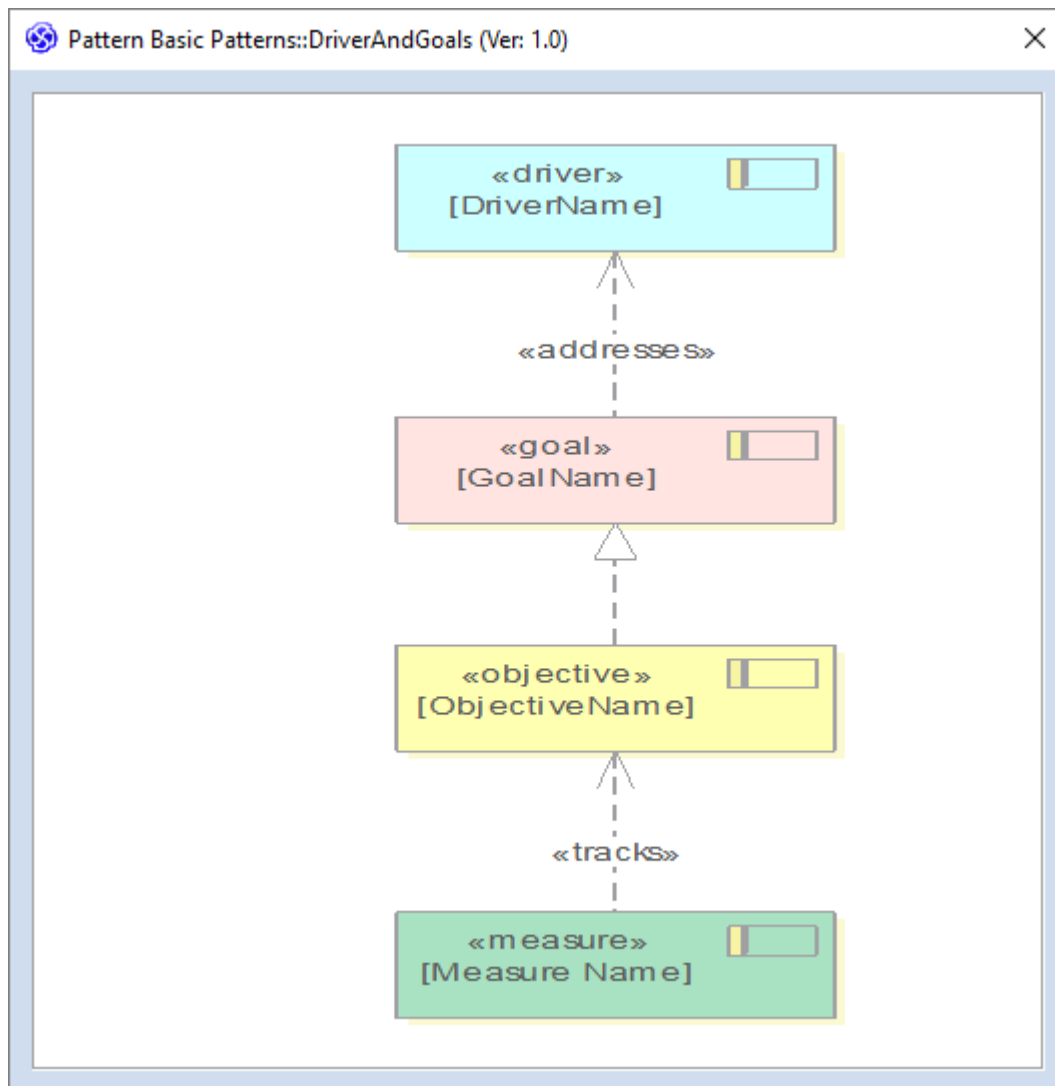 Pattern Basic Patterns::DriverAndGoals (Ver: 1.0)
«driver»
[DriverName]
«addresses»
«goal»
[GoalName]
«objective»
[ObjectiveName]
«tracks»
«measure»
[Measure Name]